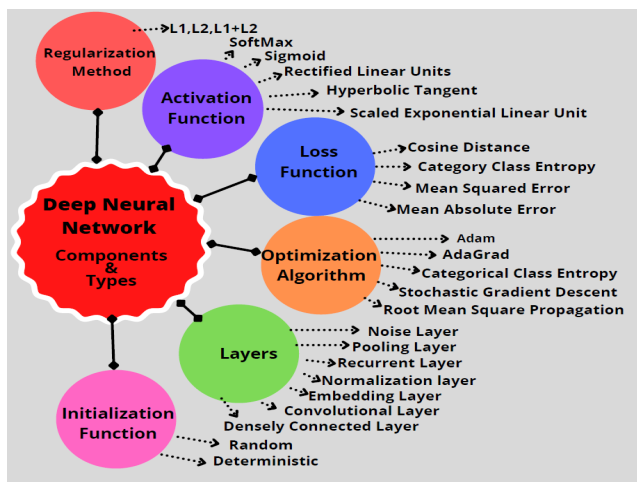 Regularization
Method
L1,L2,L1+L2
Activation
Function
SoftMax
Sigmoid
Rectified Linear Units
Hyperbolic Tangent
Scaled Exponential Linear Unit
Loss
Function
Cosine Distance
Category Class Entropy
Mean Squared Error
Mean Absolute Error
Deep Neural
Network
Components
&
Types
Optimization
Algorithm
Adam
AdaGrad
Categorical Class Entropy
Stochastic Gradient Descent
Root Mean Square Propagation
Layers
Noise Layer
Pooling Layer
Recurrent Layer
Normalization layer
Embedding Layer
Convolutional Layer
Densely Connected Layer
Initialization
Function
Random
Deterministic